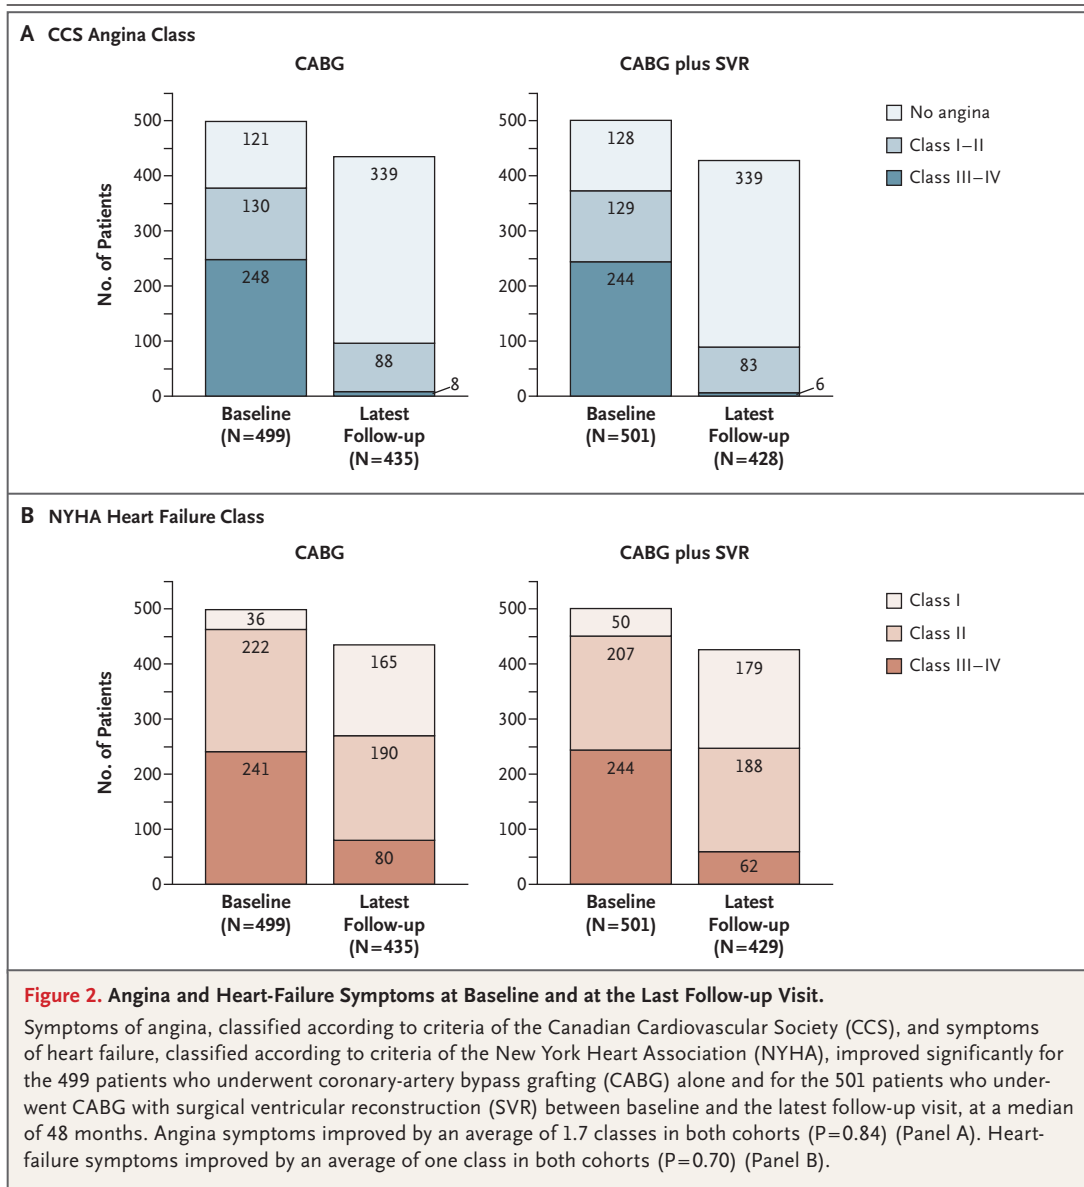 A CCS Angina Class
CABG
CABG plus SVR
No. of Patients
500
400
300
200
100
0
121
130
248
339
88
8
Baseline
(N=499)
Latest
Follow-up
(N=435)
500
400
300
200
100
0
128
129
244
339
83
6
Baseline
(N=501)
Latest
Follow-up
(N=428)
No angina
Class I–II
Class III–IV
B NYHA Heart Failure Class
CABG
CABG plus SVR
No. of Patients
500
400
300
200
100
0
36
222
241
165
190
80
Baseline
(N=499)
Latest
Follow-up
(N=435)
500
400
300
200
100
0
50
207
244
179
188
62
Baseline
(N=501)
Latest
Follow-up
(N=429)
Class I
Class II
Class III–IV
Figure 2. Angina and Heart-Failure Symptoms at Baseline and at the Last Follow-up Visit.
Symptoms of angina, classified according to criteria of the Canadian Cardiovascular Society (CCS), and symptoms
of heart failure, classified according to criteria of the New York Heart Association (NYHA), improved significantly for
the 499 patients who underwent coronary-artery bypass grafting (CABG) alone and for the 501 patients who under-
went CABG with surgical ventricular reconstruction (SVR) between baseline and the latest follow-up visit, at a median
of 48 months. Angina symptoms improved by an average of 1.7 classes in both cohorts (P=0.84) (Panel A). Heart-
failure symptoms improved by an average of one class in both cohorts (P=0.70) (Panel B).